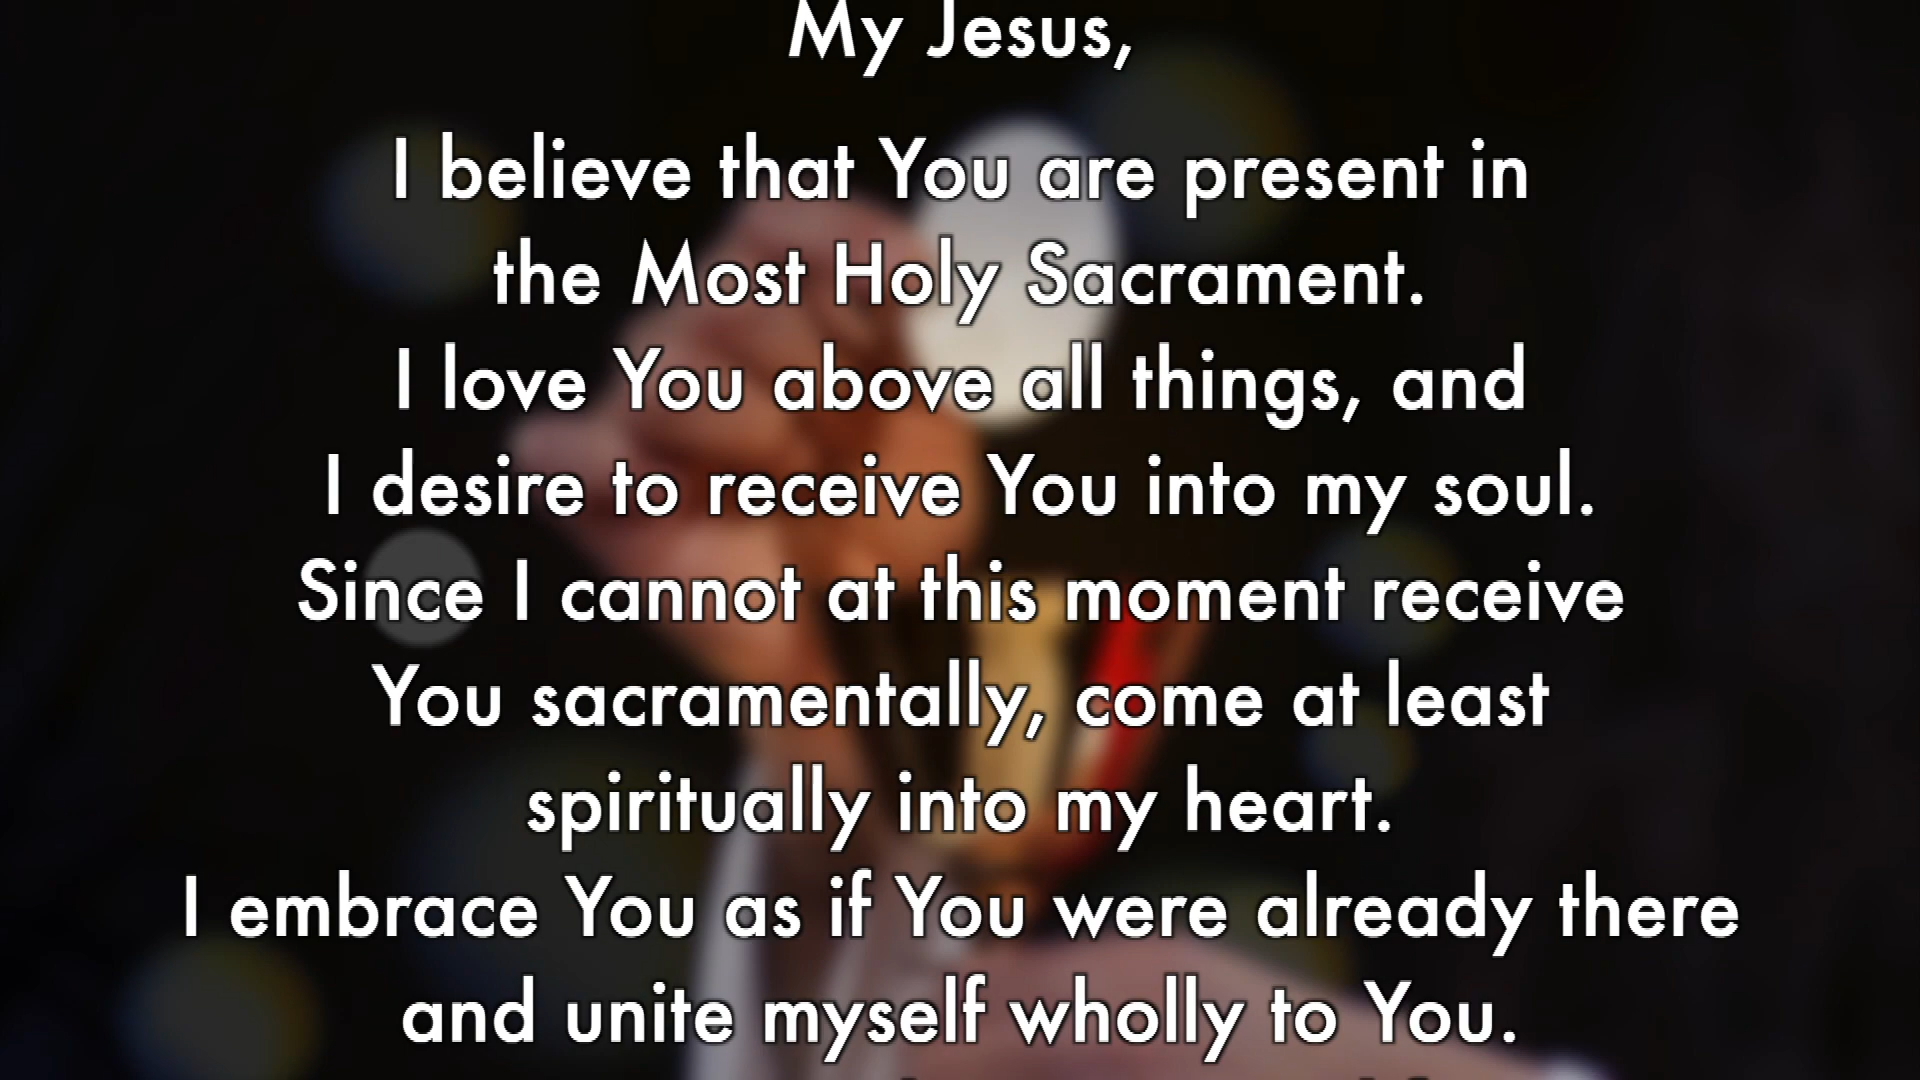 My Jesus,
I believe that You are present in
the Most Holy Sacrament.
I love You above all things, and
I desire to receive You into my soul.
Since I cannot at this moment receive
You sacramentally, come at least
spiritually into my heart.
I embrace You as if You were already there
and unite myself wholly to You.